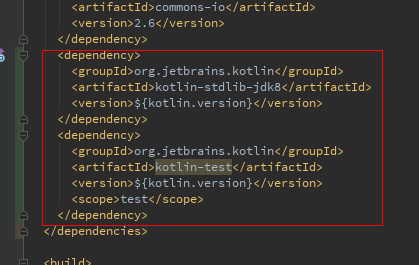 <artifactId>commons-io</artifactId>
<version>2.6</version>
</dependency>
<dependency>
<groupId>org.jetbrains.kotlin</groupId>
<artifactId>kotlin-stdlib-jdk8</artifactId>
<version>${kotlin.version}</version>
</dependency>
<dependency>
<groupId>org.jetbrains.kotlin</groupId>
<artifactId>kotlin-test</artifactId>
<version>${kotlin.version}</version>
<scope>test</scope>
</dependency>
</dependencies>
<build>